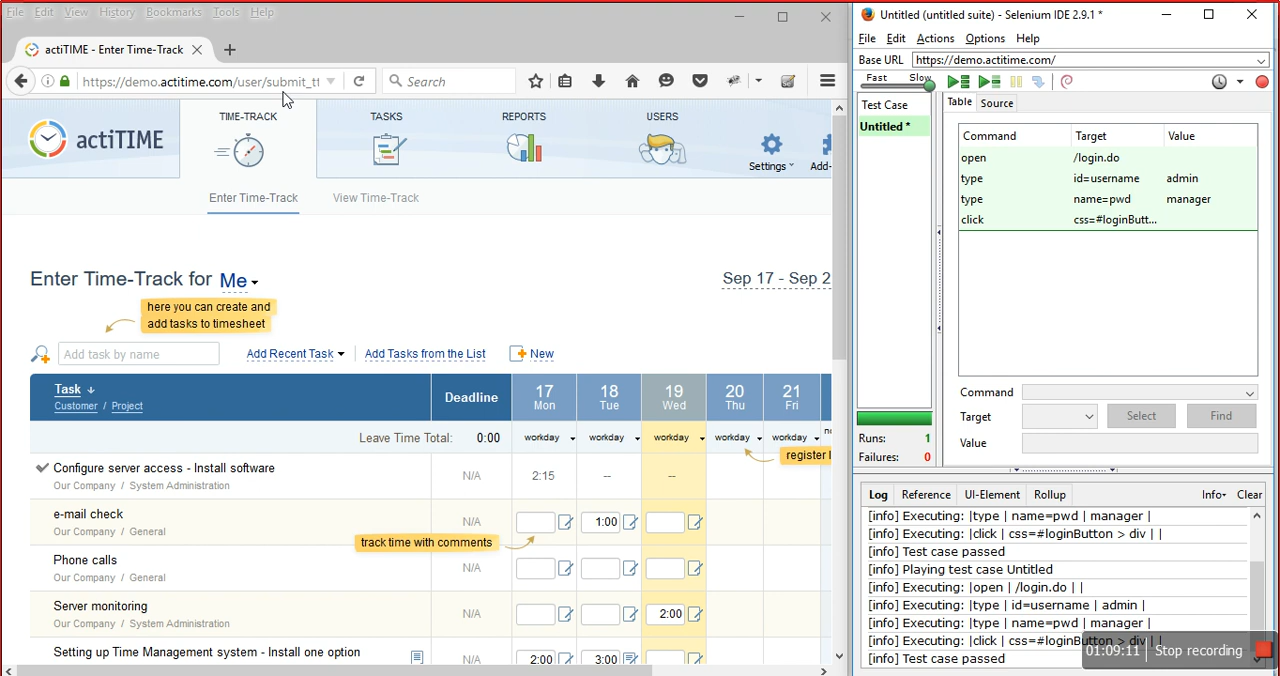 File Edit View History Bookmarks Tools Help
actiTIME - Enter Time-Track
https://demo.actitime.com/user/submit_tt
Search
actiTIME
TIME-TRACK
TASKS
REPORTS
USERS
Settings
Add-
Enter Time-Track
View Time-Track
Enter Time-Track for Me
Sep 17 - Sep 2
here you can create and
add tasks to timesheet
Add task by name
Add Recent Task
Add Tasks from the List
New
Task
Customer / Project
Deadline
17 18 19 20 21
Mon Tue Wed Thu Fri
Leave Time Total: 0:00 workday workday workday workday workday
register
Configure server access - Install software N/A 2:15 -- --
Our Company / System Administration
e-mail check N/A 1:00
Our Company / General
track time with comments
Phone calls N/A
Our Company / General
Server monitoring N/A 2:00
Our Company / System Administration
Setting up Time Management system - Install one option N/A 2:00 3:00
Untitled (untitled suite) - Selenium IDE 2.9.1 *
File Edit Actions Options Help
Base URL https://demo.actitime.com/
Fast Slow
Test Case
Untitled *
Runs: 1
Failures: 0
Table Source
Command Target Value
open /login.do
type id=username admin
type name=pwd manager
click css=#loginButt...
Command
Target Select Find
Value
Log Reference UI-Element Rollup Info Clear
[info] Executing: |type | name=pwd | manager |
[info] Executing: |click | css=#loginButton > div | |
[info] Test case passed
[info] Playing test case Untitled
[info] Executing: |open | /login.do | |
[info] Executing: |type | id=username | admin |
[info] Executing: |type | name=pwd | manager |
[info] Executing: |click | css=#loginButton > div | |
[info] Test case passed
01:09:11 Stop recording